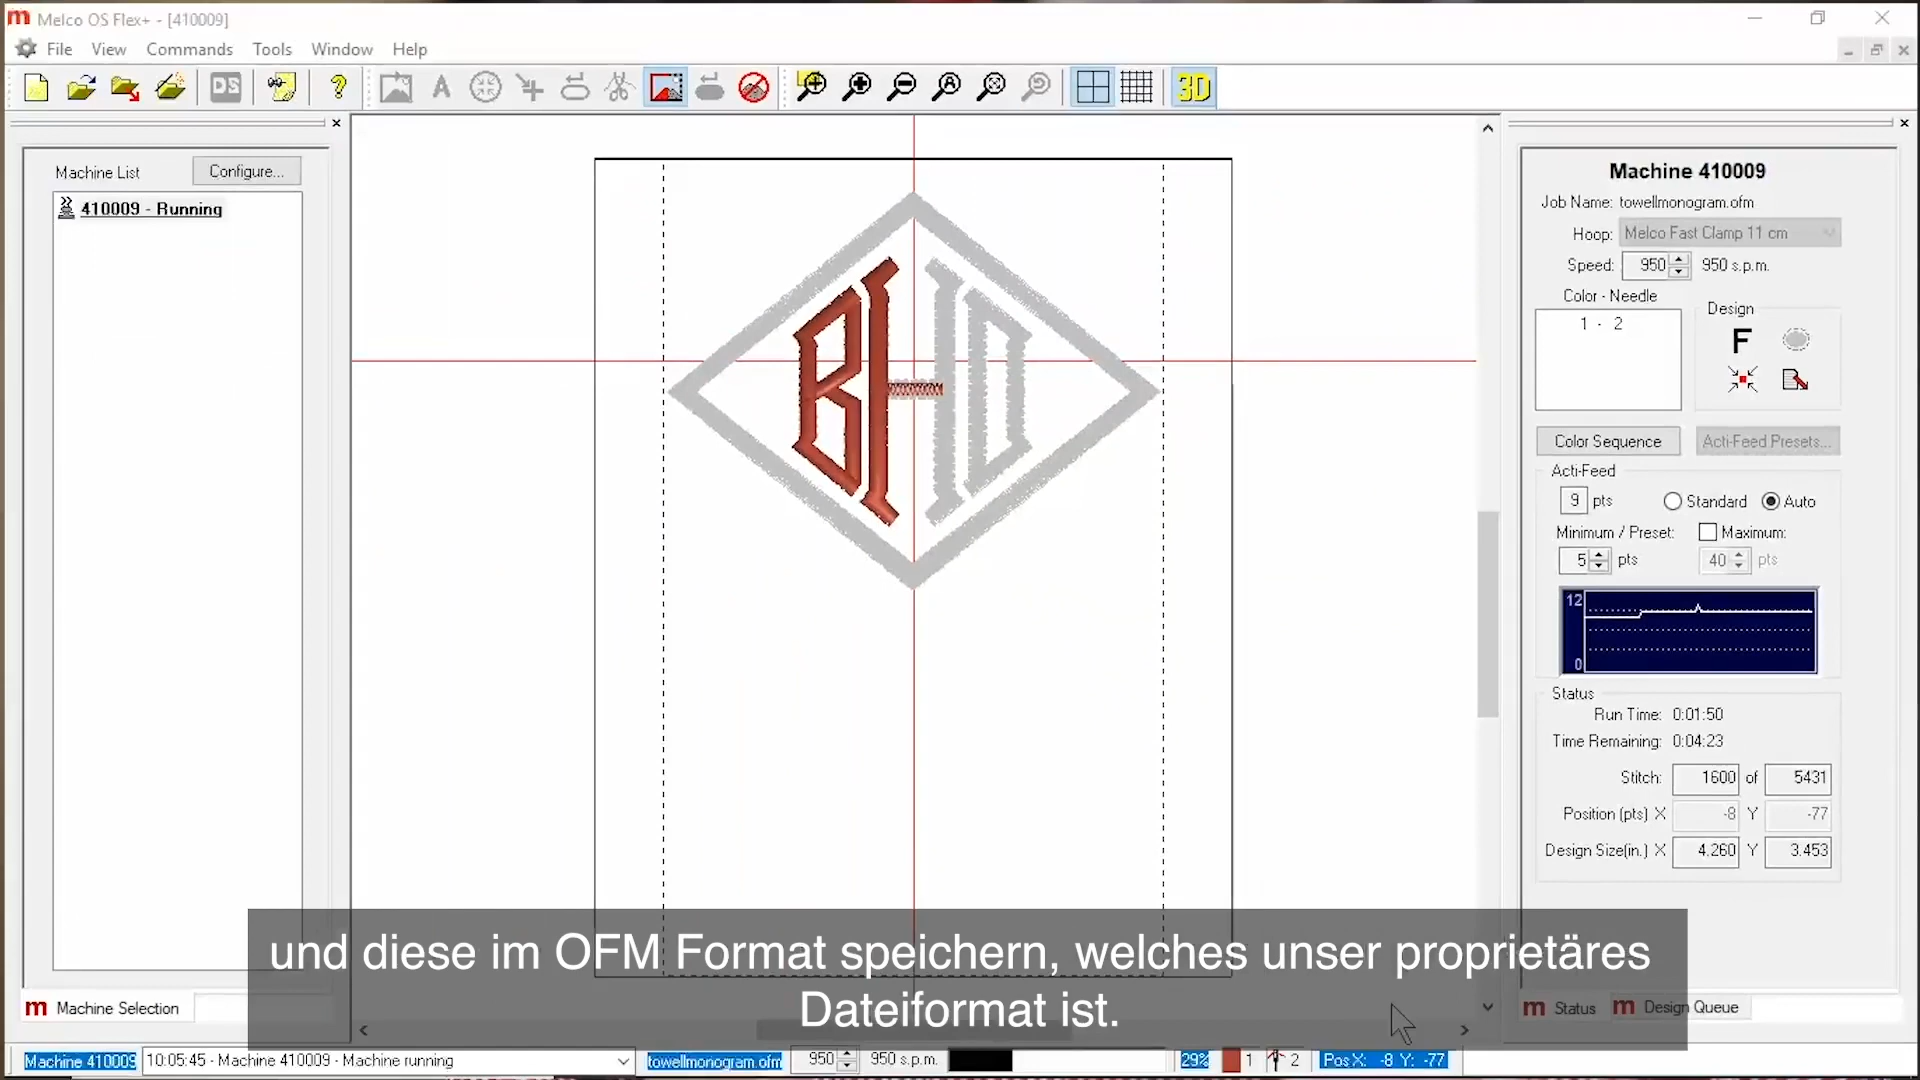 Melco OS Flex+ - [410009]
File View Commands Tools Window Help
DS ? A 3D
Machine List Configure...
410009 - Running
BHD
Machine 410009
Job Name: towellmonogram.ofm
Hoop: Melco Fast Clamp 11 cm
Speed: 950 950 s.p.m.
Color - Needle
1 - 2
Design
F
Color Sequence Acti-Feed Presets...
Acti-Feed
9 pts Standard Auto
Minimum / Preset: Maximum:
5 pts 40 pts
12
0
Status
Run Time: 0:01:50
Time Remaining: 0:04:23
Stitch: 1600 of 5431
Position (pts) X -8 Y -77
Design Size(in.) X 4.260 Y 3.453
und diese im OFM Format speichern, welches unser proprietäres
Dateiformat ist.
m Machine Selection
m Status m Design Queue
Machine 410009 10:05:45 - Machine 410009 - Machine running towellmonogram.ofm 950 950 s.p.m. 29% 1 2 Pos X: -8 Y: -77